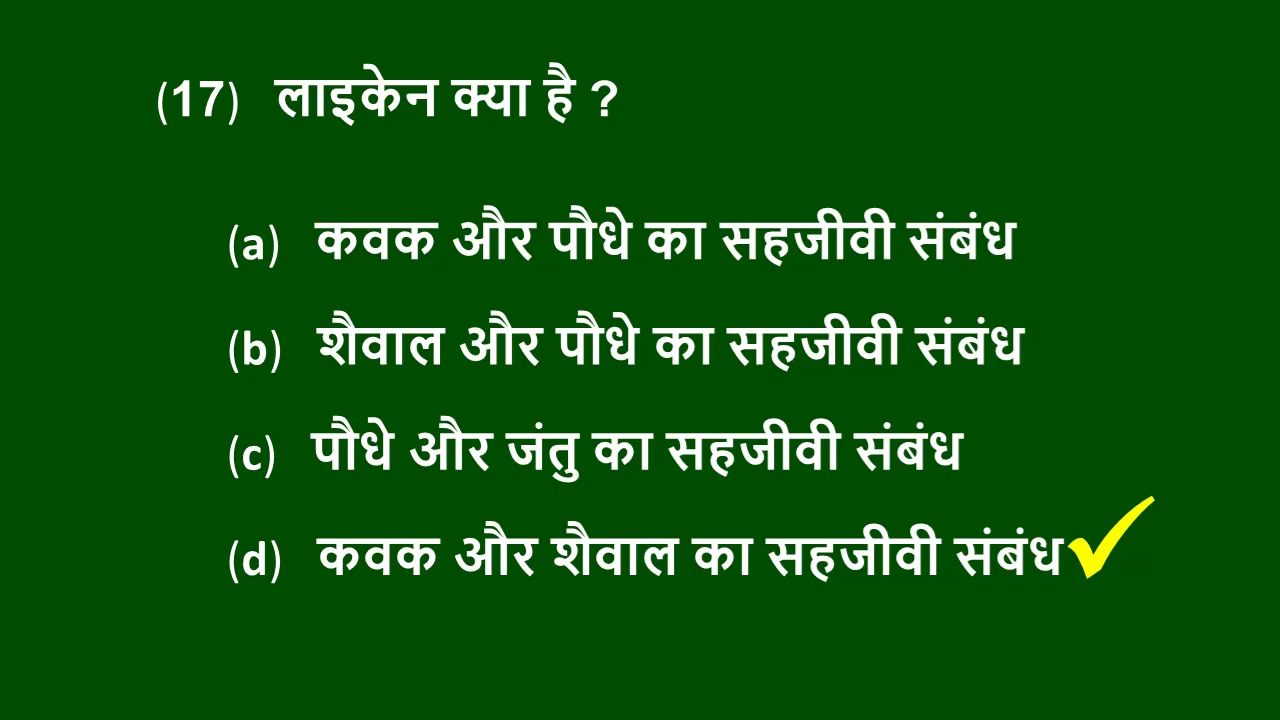 (17) लाइकेन क्या है ?
(a) कवक और पौधे का सहजीवी संबंध
(b) शैवाल और पौधे का सहजीवी संबंध
(c) पौधे और जंतु का सहजीवी संबंध
(d) कवक और शैवाल का सहजीवी संबंध